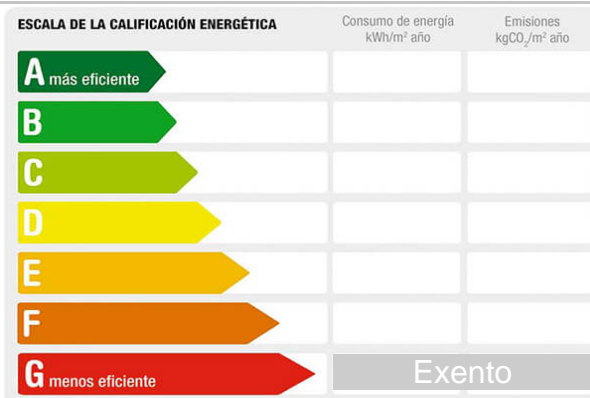 ESCALA DE LA CALIFICACIÓN ENERGÉTICA
Consumo de energía
kWh/m² año
Emisiones
kgCO₂/m² año
A más eficiente
B
C
D
E
F
G menos eficiente
Exento